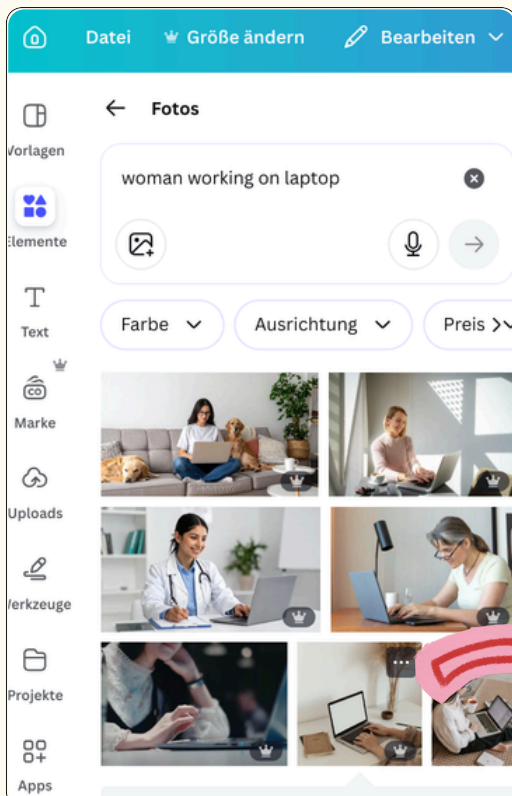 Datei Größe ändern Bearbeiten
Fotos
Vorlagen
woman working on laptop
Elemente
Text
Farbe Ausrichtung Preis
Marke
Uploads
Werkzeuge
Projekte
Apps